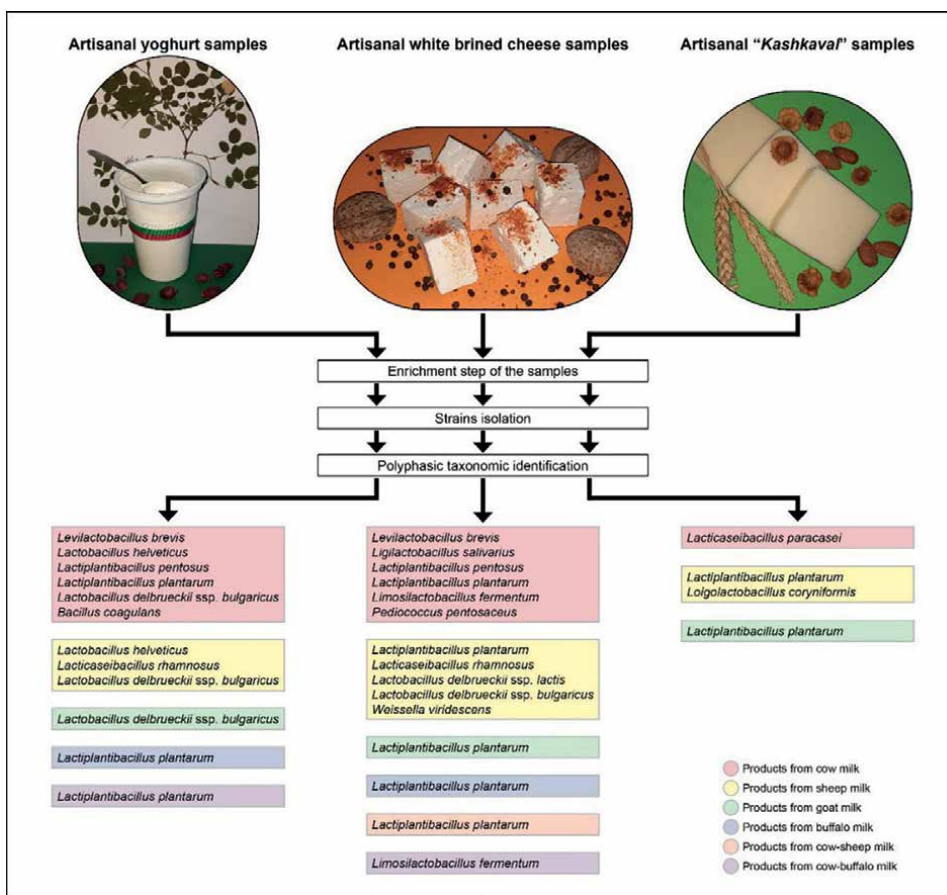 Artisanal yoghurt samples
Artisanal white brined cheese samples
Artisanal “Kashkaval” samples
Enrichment step of the samples
Strains isolation
Polyphasic taxonomic identification
Levilactobacillus brevis
Lactobacillus helveticus
Lactiplantibacillus pentosus
Lactiplantibacillus plantarum
Lactobacillus delbrueckii ssp. bulgaricus
Bacillus coagulans
Lactobacillus helveticus
Lacticaseibacillus rhamnosus
Lactobacillus delbrueckii ssp. bulgaricus
Lactobacillus delbrueckii ssp. bulgaricus
Lactiplantibacillus plantarum
Lactiplantibacillus plantarum
Levilactobacillus brevis
Ligilactobacillus salivarius
Lactiplantibacillus pentosus
Lactiplantibacillus plantarum
Limosilactobacillus fermentum
Pediococcus pentosaceus
Lactiplantibacillus plantarum
Lacticaseibacillus rhamnosus
Lactobacillus delbrueckii ssp. lactis
Lactobacillus delbrueckii ssp. bulgaricus
Weissella viridescens
Lactiplantibacillus plantarum
Lactiplantibacillus plantarum
Lactiplantibacillus plantarum
Limosilactobacillus fermentum
Lacticaseibacillus paracasei
Lactiplantibacillus plantarum
Lolgolactobacillus coryniformis
Lactiplantibacillus plantarum
Products from cow milk
Products from sheep milk
Products from goat milk
Products from buffalo milk
Products from cow-sheep milk
Products from cow-buffalo milk